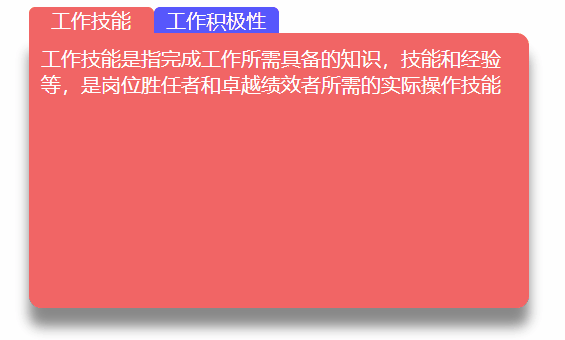 工作技能 工作积极性
工作技能是指完成工作所需具备的知识，技能和经验
等，是岗位胜任者和卓越绩效者所需的实际操作技能